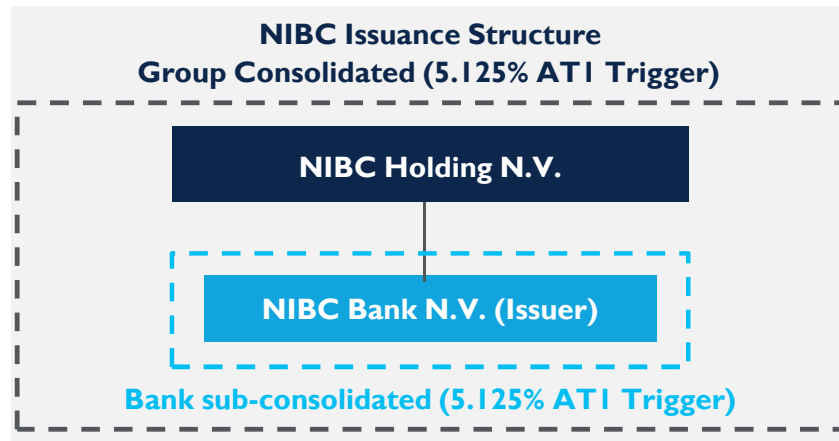 NIBC Issuance Structure
Group Consolidated (5.125% AT1 Trigger)
NIBC Holding N.V.
NIBC Bank N.V. (Issuer)
Bank sub-consolidated (5.125% AT1 Trigger)